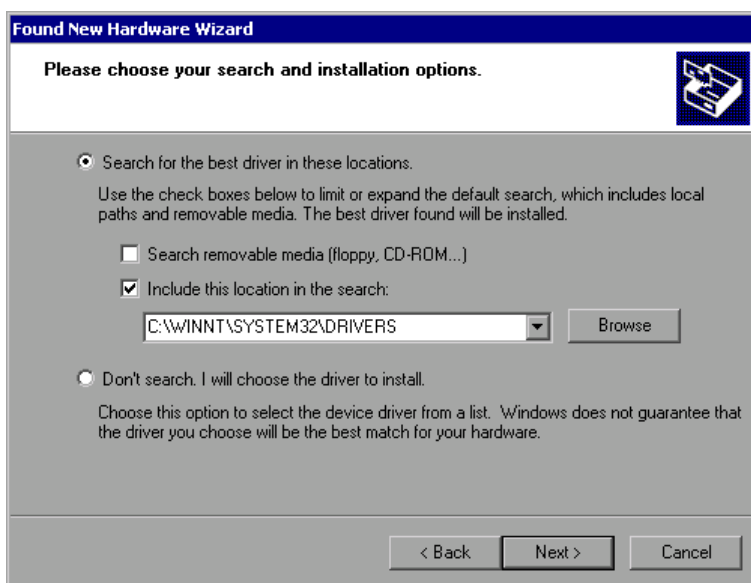 Found New Hardware Wizard
Please choose your search and installation options.
Search for the best driver in these locations.
Use the check boxes below to limit or expand the default search, which includes local
paths and removable media. The best driver found will be installed.
Search removable media (floppy, CD-ROM...)
Include this location in the search:
C:\WINNT\SYSTEM32\DRIVERS
Browse
Don't search. I will choose the driver to install.
Choose this option to select the device driver from a list.  Windows does not guarantee that
the driver you choose will be the best match for your hardware.
< Back
Next >
Cancel